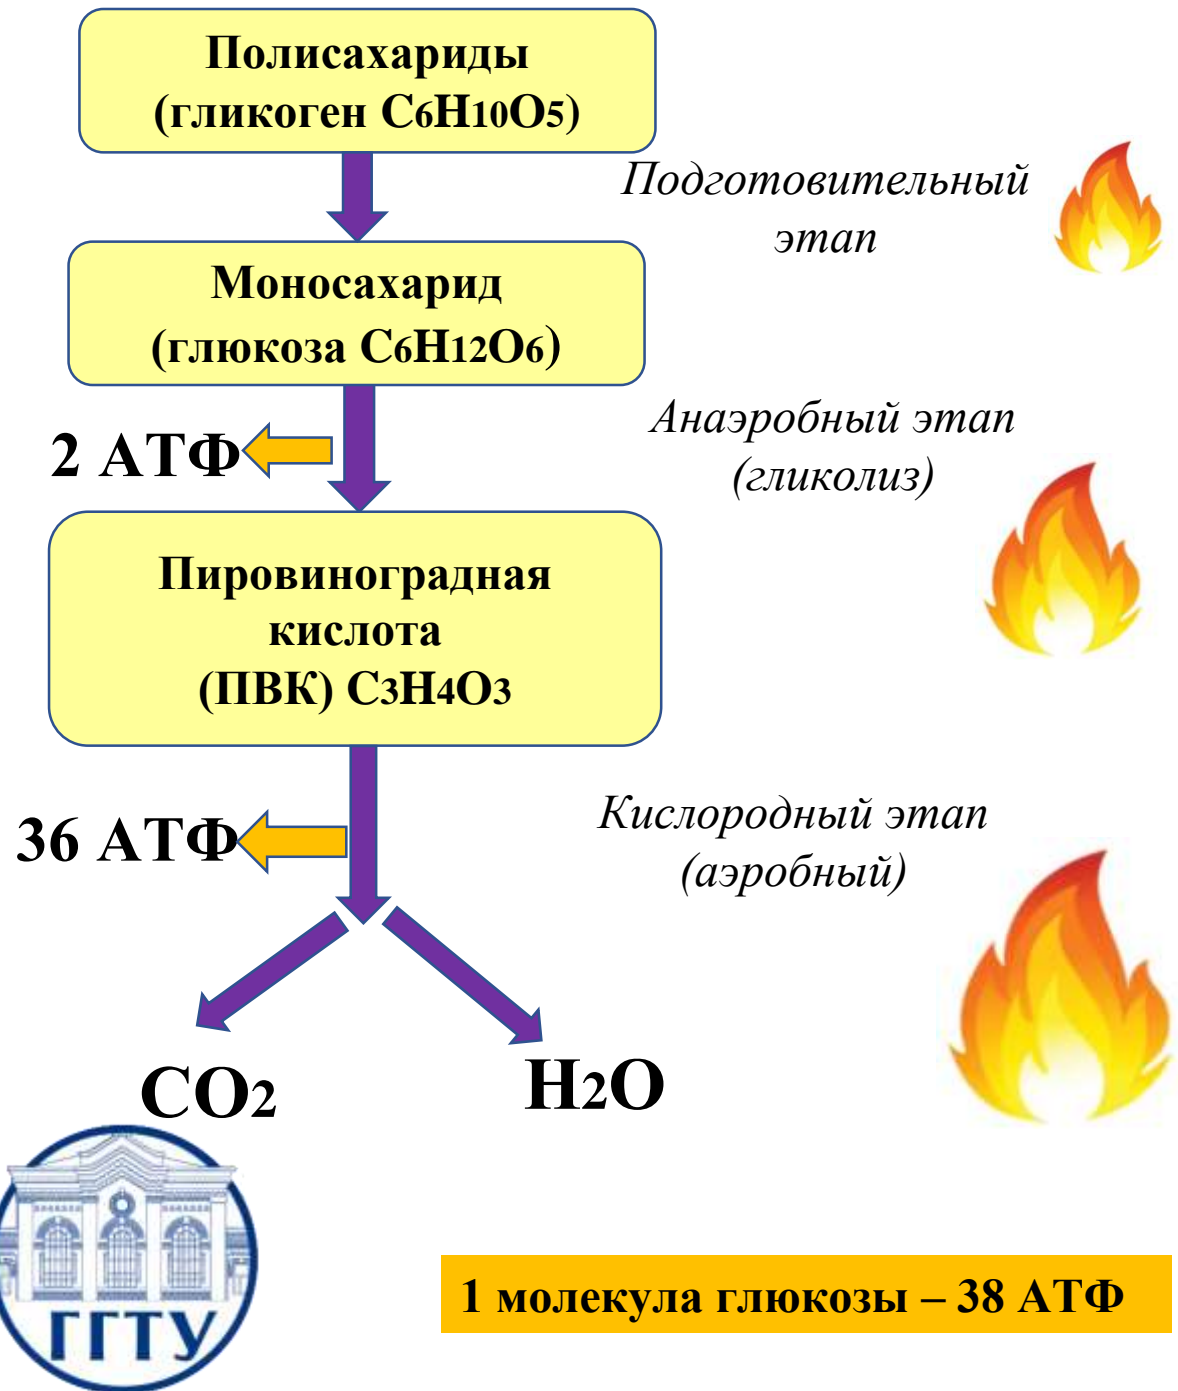 Полисахариды
(гликоген C6H10O5)
Подготовительный
этап
Моносахарид
(глюкоза C6H12O6)
Анаэробный этап
(гликолиз)
2 АТФ
Пировиноградная
кислота
(ПВК) C3H4O3
Кислородный этап
(аэробный)
36 АТФ
CO2
H2O
ГГТУ
1 молекула глюкозы – 38 АТФ